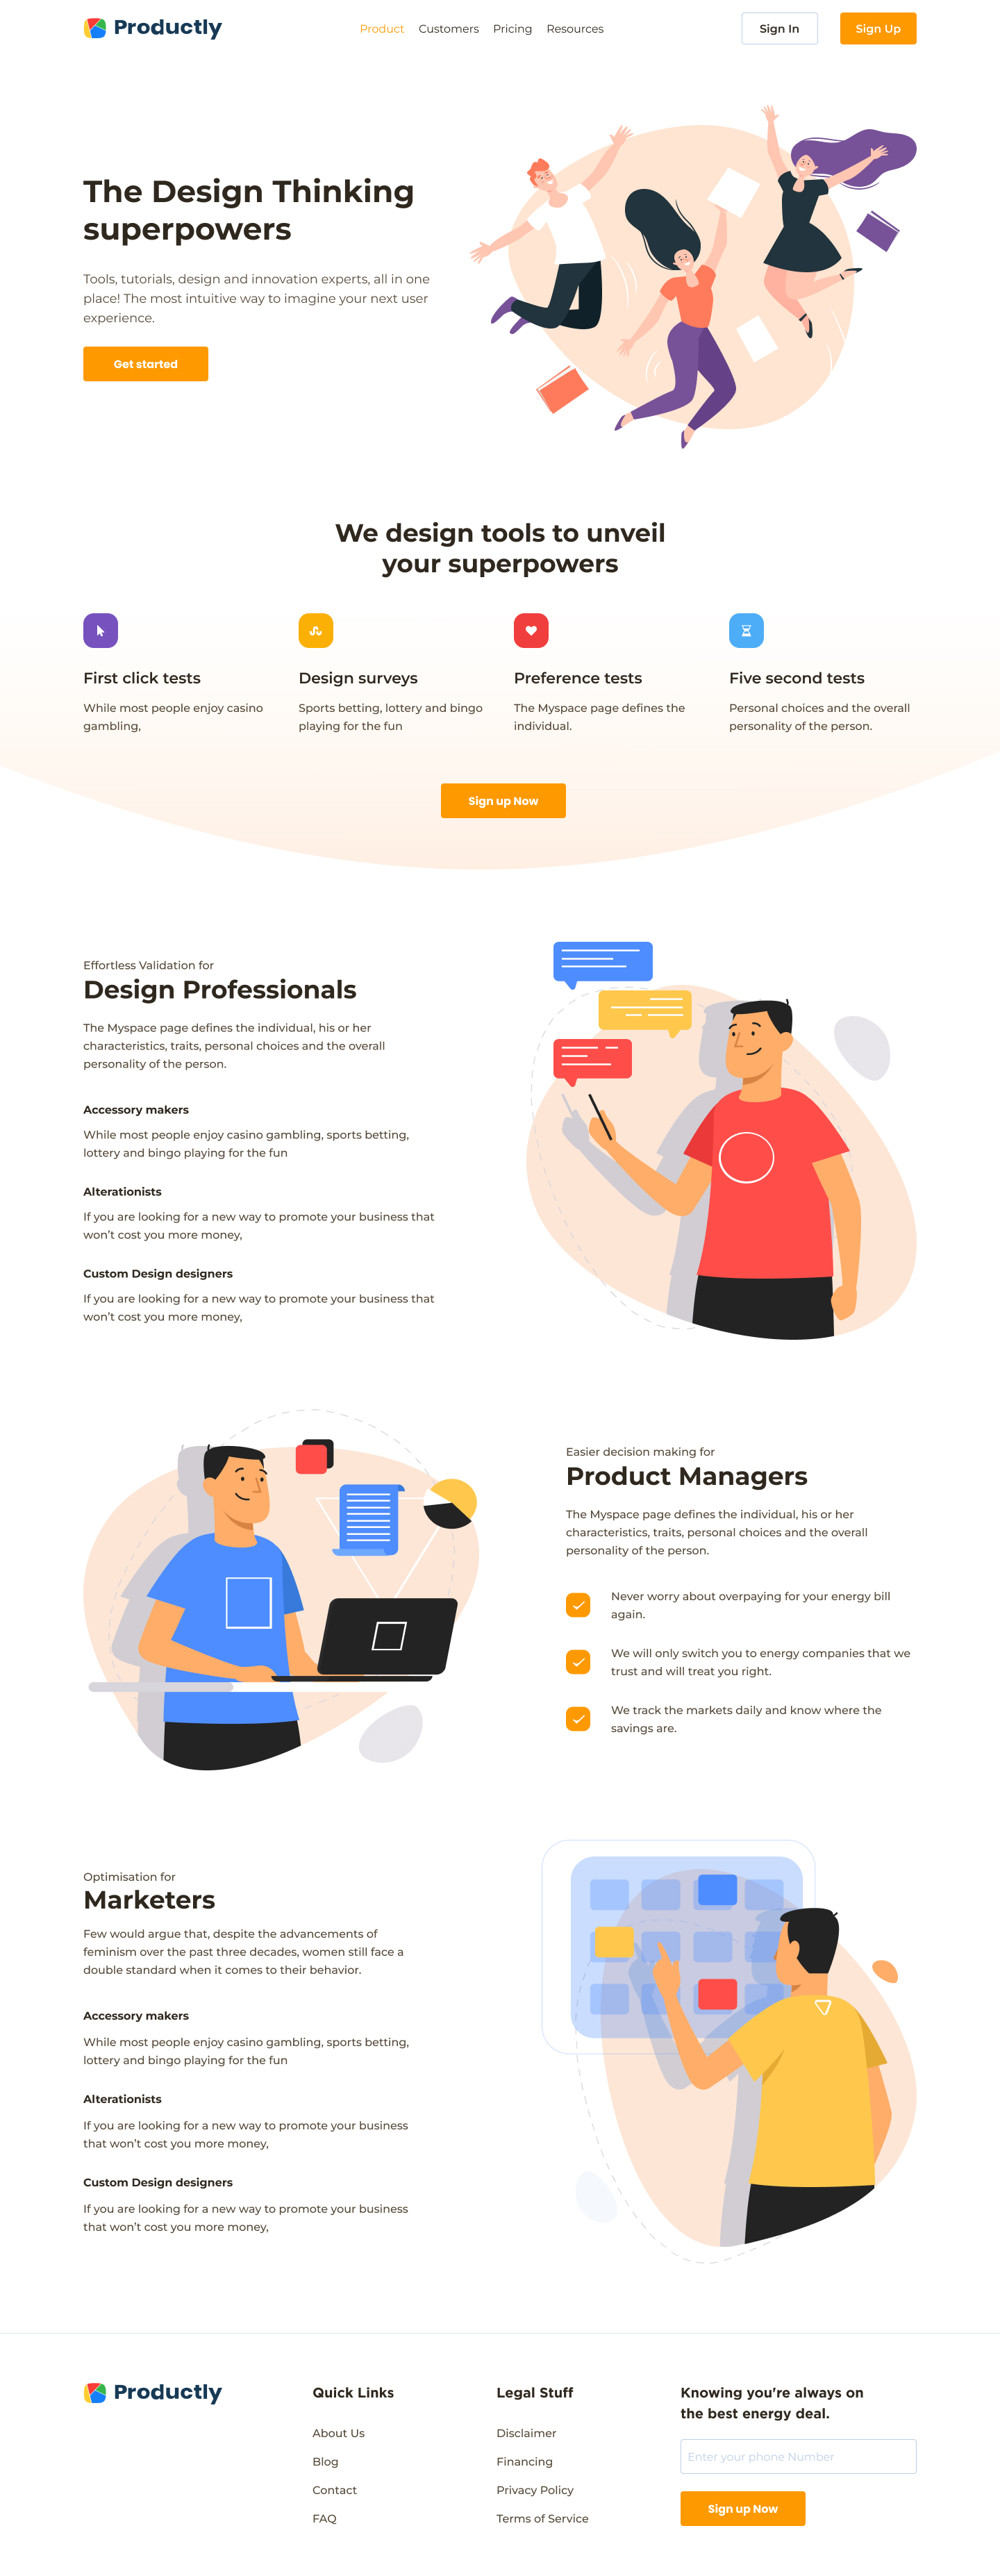 Productly
Product
Customers
Pricing
Resources
Sign In
Sign Up
The Design Thinking
superpowers
Tools, tutorials, design and innovation experts, all in one
place! The most intuitive way to imagine your next user
experience.
Get started
We design tools to unveil
your superpowers
First click tests
While most people enjoy casino
gambling,
Design surveys
Sports betting, lottery and bingo
playing for the fun
Preference tests
The Myspace page defines the
individual.
Five second tests
Personal choices and the overall
personality of the person.
Sign up Now
Effortless Validation for
Design Professionals
The Myspace page defines the individual, his or her
characteristics, traits, personal choices and the overall
personality of the person.
Accessory makers
While most people enjoy casino gambling, sports betting,
lottery and bingo playing for the fun
Alterationists
If you are looking for a new way to promote your business that
won't cost you more money,
Custom Design designers
If you are looking for a new way to promote your business that
won't cost you more money,
Easier decision making for
Product Managers
The Myspace page defines the individual, his or her
characteristics, traits, personal choices and the overall
personality of the person.
Never worry about overpaying for your energy bill
again.
We will only switch you to energy companies that we
trust and will treat you right.
We track the markets daily and know where the
savings are.
Optimisation for
Marketers
Few would argue that, despite the advancements of
feminism over the past three decades, women still face a
double standard when it comes to their behavior.
Accessory makers
While most people enjoy casino gambling, sports betting,
lottery and bingo playing for the fun
Alterationists
If you are looking for a new way to promote your business
that won't cost you more money,
Custom Design designers
If you are looking for a new way to promote your business
that won't cost you more money,
Productly
Quick Links
About Us
Blog
Contact
FAQ
Legal Stuff
Disclaimer
Financing
Privacy Policy
Terms of Service
Knowing you're always on
the best energy deal.
Enter your phone Number
Sign up Now